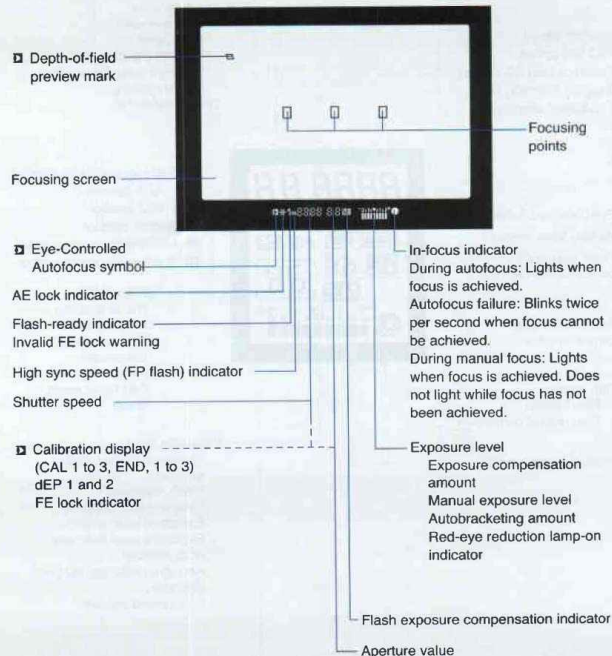 Depth-of-field
preview mark
Focusing
points
Focusing screen
Eye-Controlled
Autofocus symbol
AE lock indicator
Flash-ready indicator
Invalid FE lock warning
High sync speed (FP flash) indicator
Shutter speed
Calibration display
(CAL 1 to 3, END, 1 to 3)
dEP 1 and 2
FE lock indicator
In-focus indicator
During autofocus: Lights when
focus is achieved.
Autofocus failure: Blinks twice
per second when focus cannot
be achieved.
During manual focus: Lights
when focus is achieved. Does
not light while focus has not
been achieved.
Exposure level
Exposure compensation
amount
Manual exposure level
Autobracketing amount
Red-eye reduction lamp-on
indicator
Flash exposure compensation indicator
Aperture value